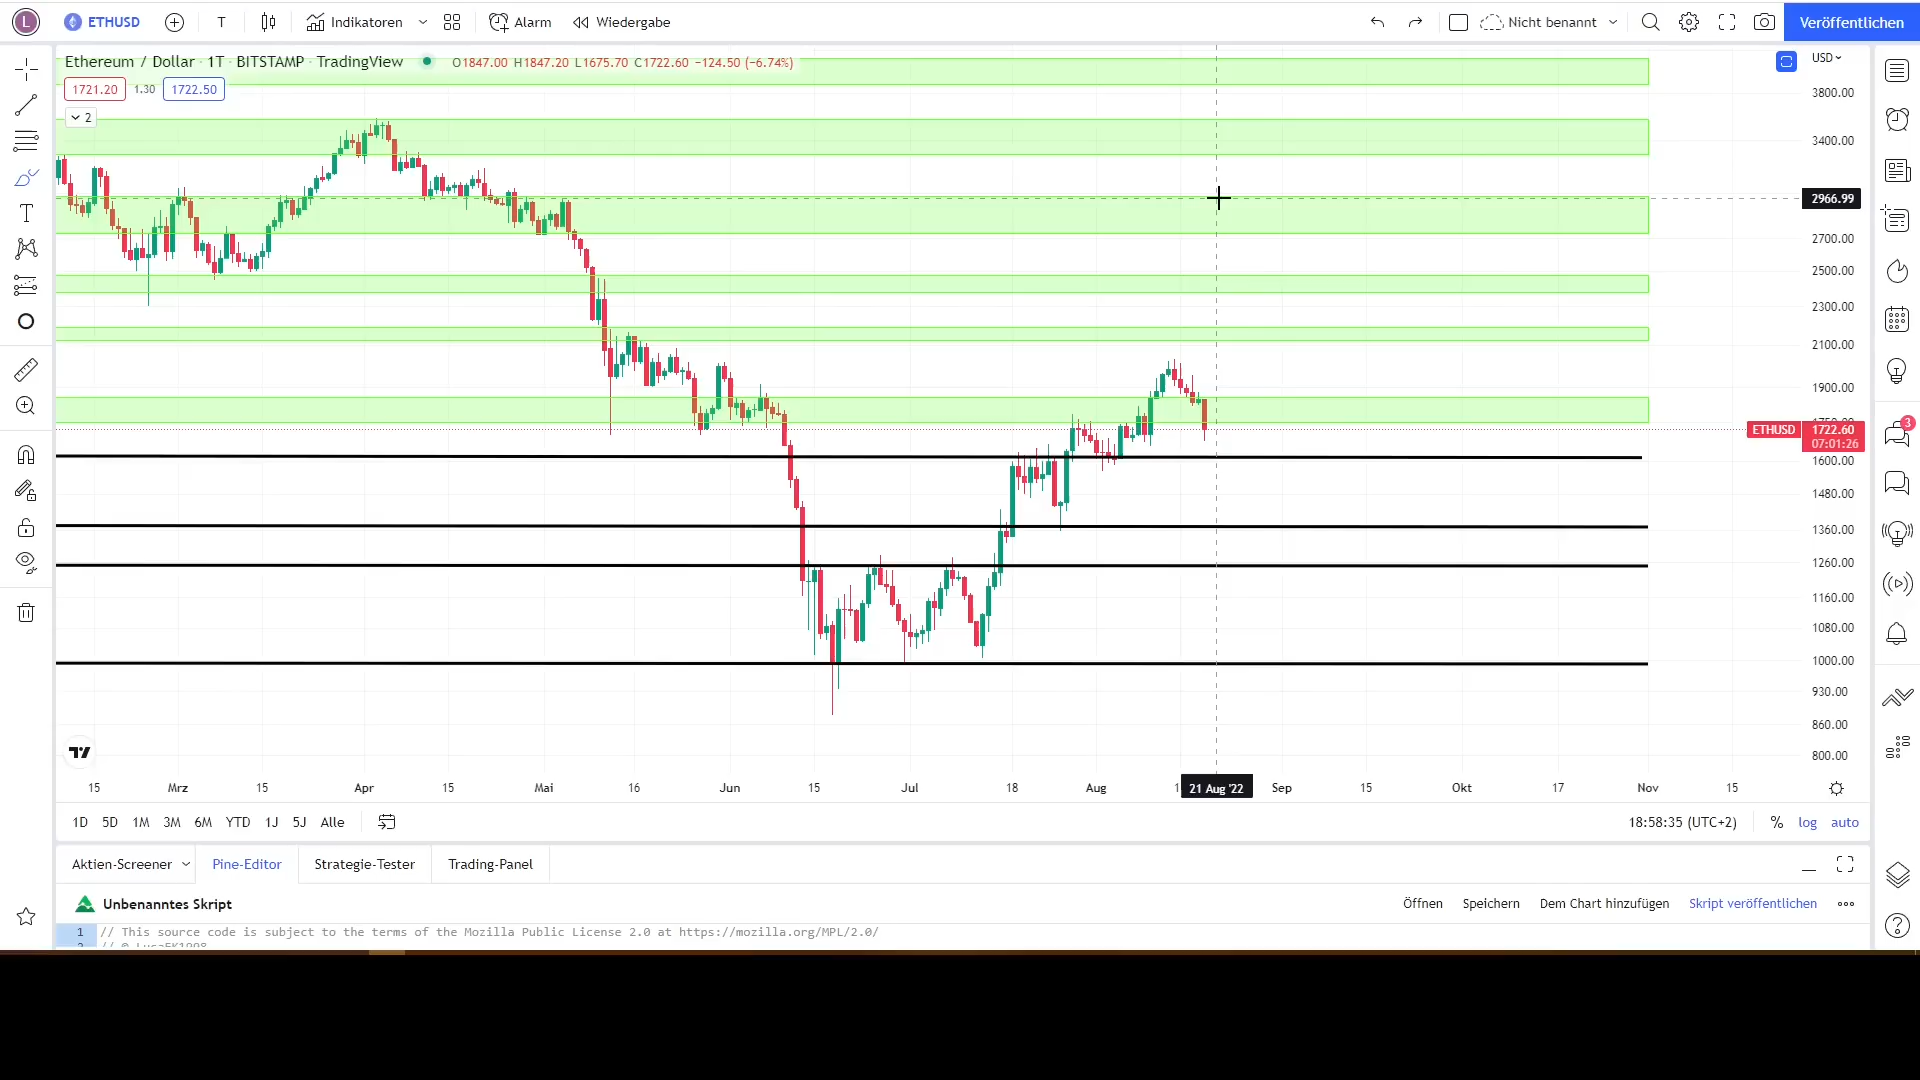 L ETHUSD T Indikatoren Alarm Wiedergabe Nicht benannt Veröffentlichen
Ethereum / Dollar · 1T · BITSTAMP · TradingView O1847.00 H1847.20 L1675.70 C1722.60 −124.50 (−6.74%)
USD
1721.20 1.30 1722.50
2
3800.00
3400.00
2966.99
2700.00
2500.00
2300.00
2100.00
1900.00
ETHUSD 1722.60
07:01:26
3
1600.00
1480.00
1360.00
1260.00
1160.00
1080.00
1000.00
930.00
860.00
800.00
15 Mrz 15 Apr 15 Mai 16 Jun 15 Jul 18 Aug 21 Aug '22 Sep 15 Okt 17 Nov 15
1D 5D 1M 3M 6M YTD 1J 5J Alle 18:58:35 (UTC+2) % log auto
Aktien-Screener Pine-Editor Strategie-Tester Trading-Panel
Unbenanntes Skript Öffnen Speichern Dem Chart hinzufügen Skript veröffentlichen
1 // This source code is subject to the terms of the Mozilla Public License 2.0 at https://mozilla.org/MPL/2.0/